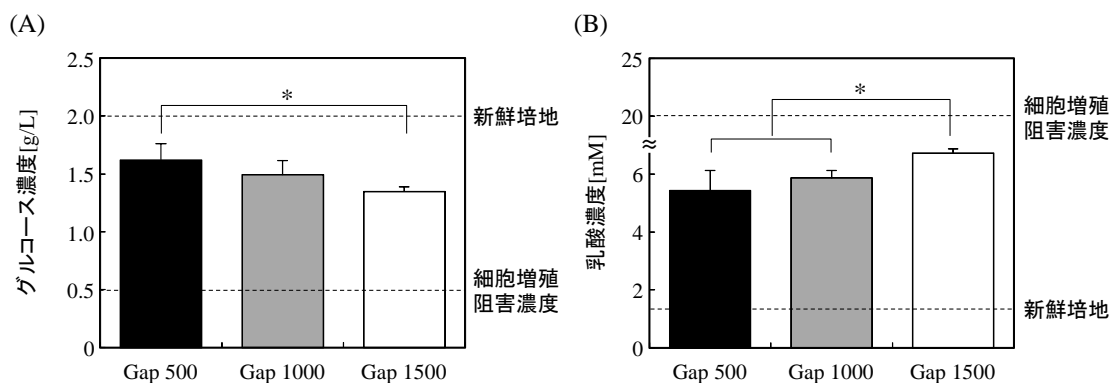 (A)
2.5
2.0
1.5
1.0
0.5
0
グルコース濃度[g/L]
*
新鮮培地
細胞増殖
阻害濃度
Gap 500
Gap 1000
Gap 1500
(B)
25
20
≈
6
4
2
0
乳酸濃度[mM]
*
細胞増殖
阻害濃度
新鮮培地
Gap 500
Gap 1000
Gap 1500